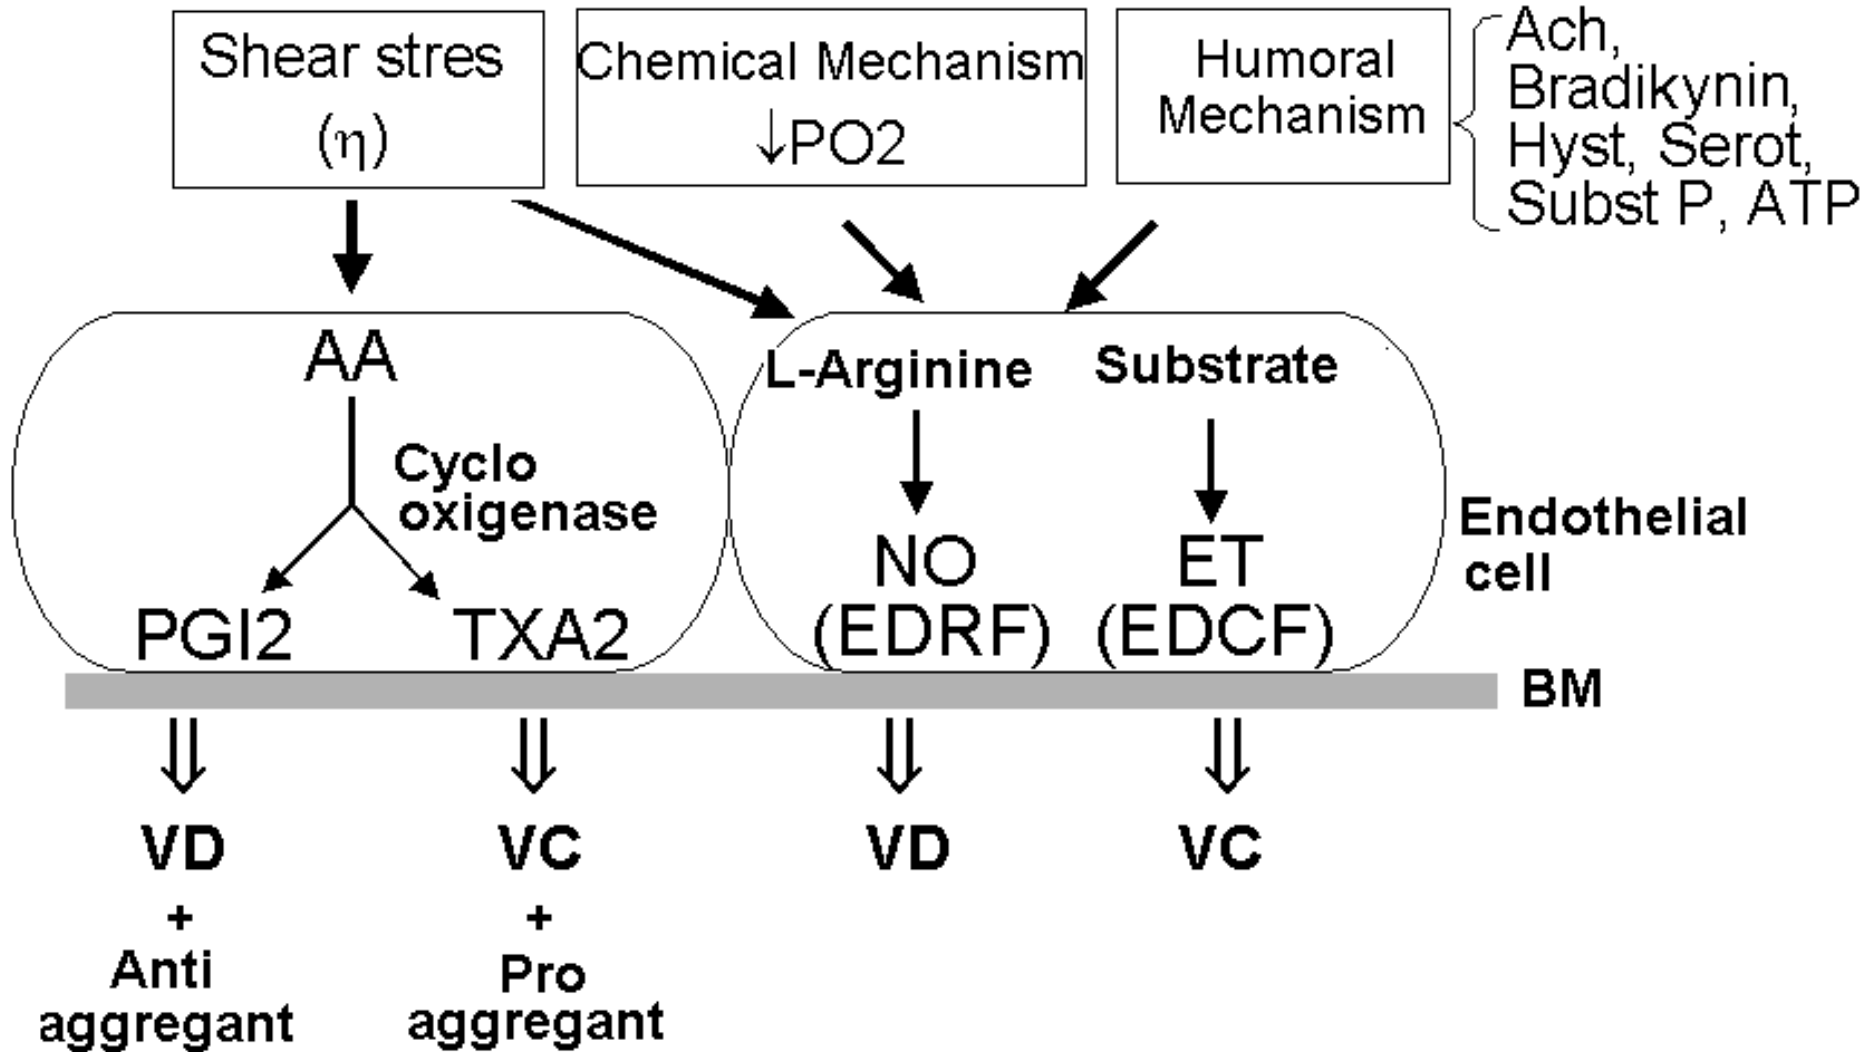 Shear stres
(η)
Chemical Mechanism
↓PO2
Humoral
Mechanism
Ach,
Bradikynin,
Hyst, Serot,
Subst P, ATP
AA
Cyclo
oxigenase
PGI2
TXA2
L-Arginine
Substrate
NO
(EDRF)
ET
(EDCF)
Endothelial
cell
BM
VD
+
Anti
aggregant
VC
+
Pro
aggregant
VD
VC